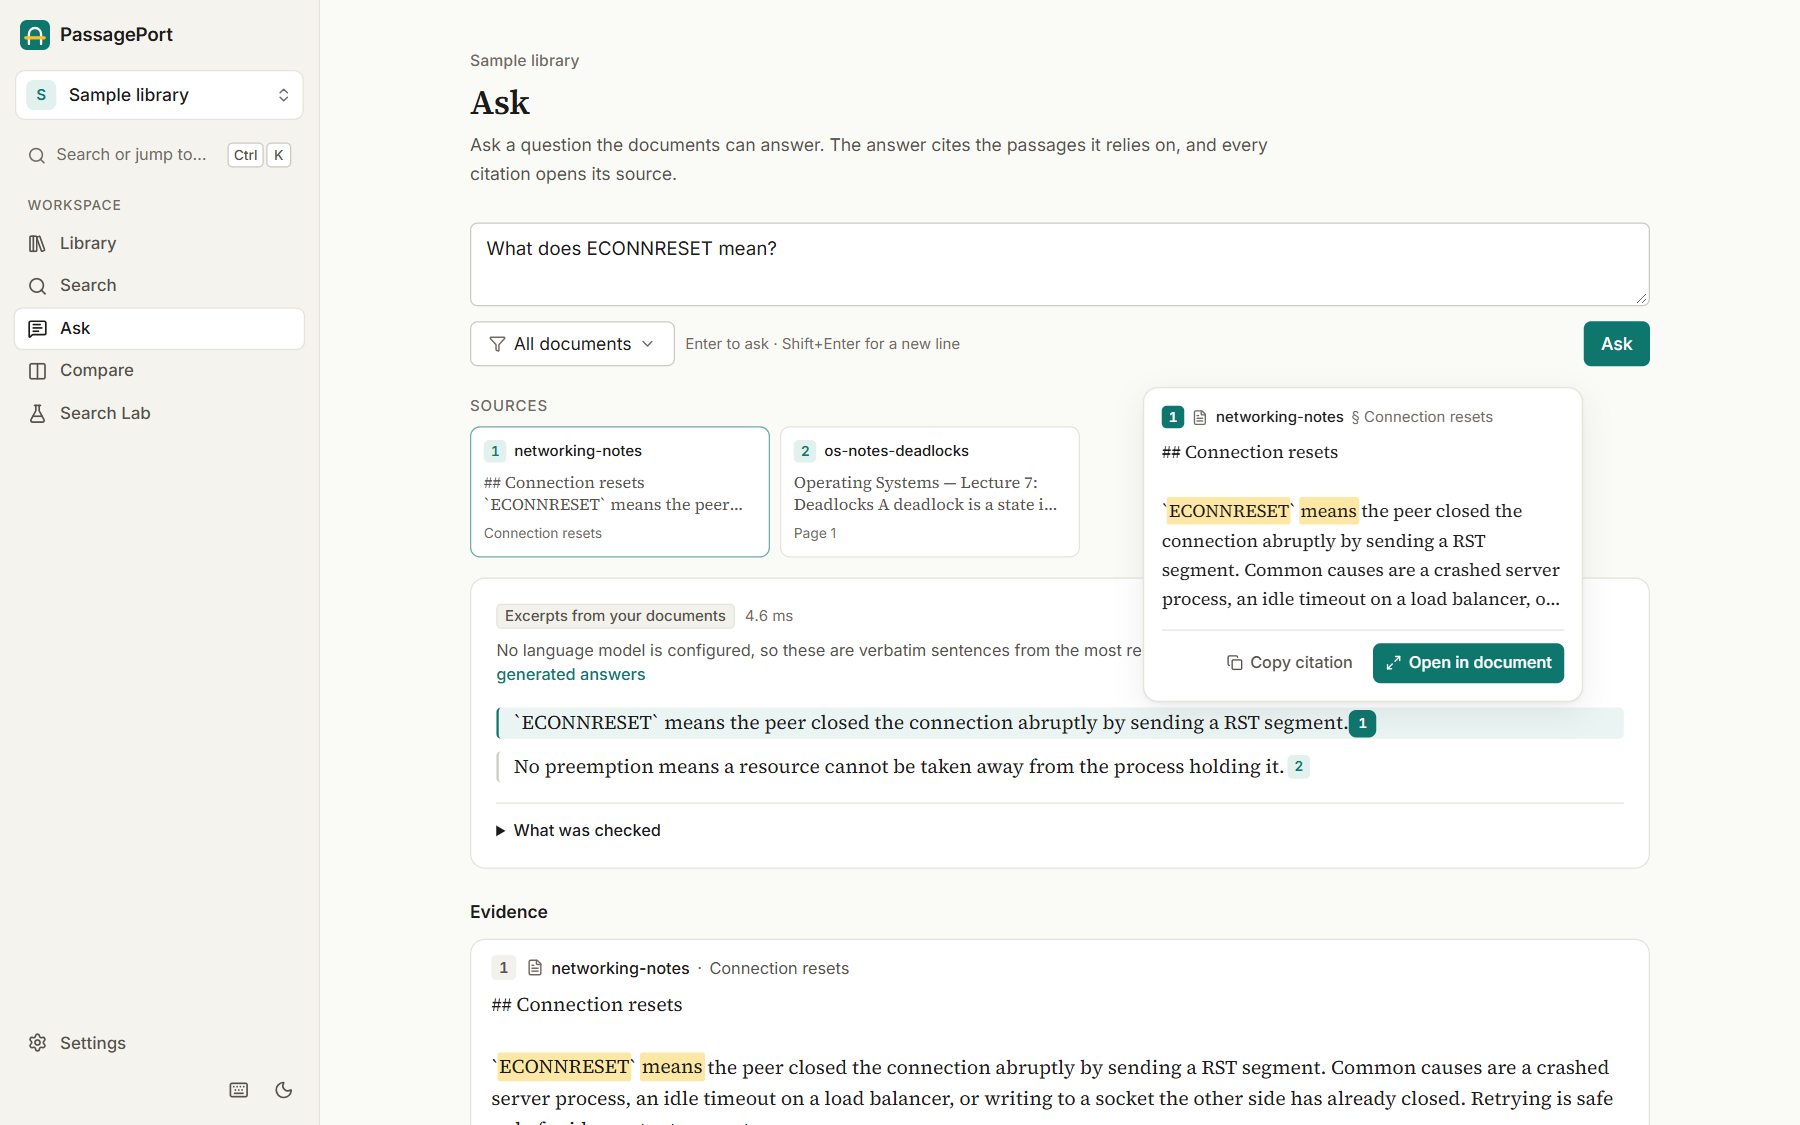 PassagePort
S Sample library
Search or jump to... Ctrl K
WORKSPACE
Library
Search
Ask
Compare
Search Lab
Settings
Sample library
Ask
Ask a question the documents can answer. The answer cites the passages it relies on, and every
citation opens its source.
What does ECONNRESET mean?
All documents
Enter to ask · Shift+Enter for a new line
Ask
SOURCES
1 networking-notes
## Connection resets
`ECONNRESET` means the peer...
Connection resets
2 os-notes-deadlocks
Operating Systems — Lecture 7:
Deadlocks A deadlock is a state i...
Page 1
1 networking-notes § Connection resets
## Connection resets
`ECONNRESET` means the peer closed the
connection abruptly by sending a RST
segment. Common causes are a crashed server
process, an idle timeout on a load balancer, o...
Copy citation
Open in document
Excerpts from your documents 4.6 ms
No language model is configured, so these are verbatim sentences from the most re
generated answers
`ECONNRESET` means the peer closed the connection abruptly by sending a RST segment. 1
No preemption means a resource cannot be taken away from the process holding it. 2
What was checked
Evidence
1 networking-notes · Connection resets
## Connection resets
`ECONNRESET` means the peer closed the connection abruptly by sending a RST segment. Common causes are a crashed
server process, an idle timeout on a load balancer, or writing to a socket the other side has already closed. Retrying is safe